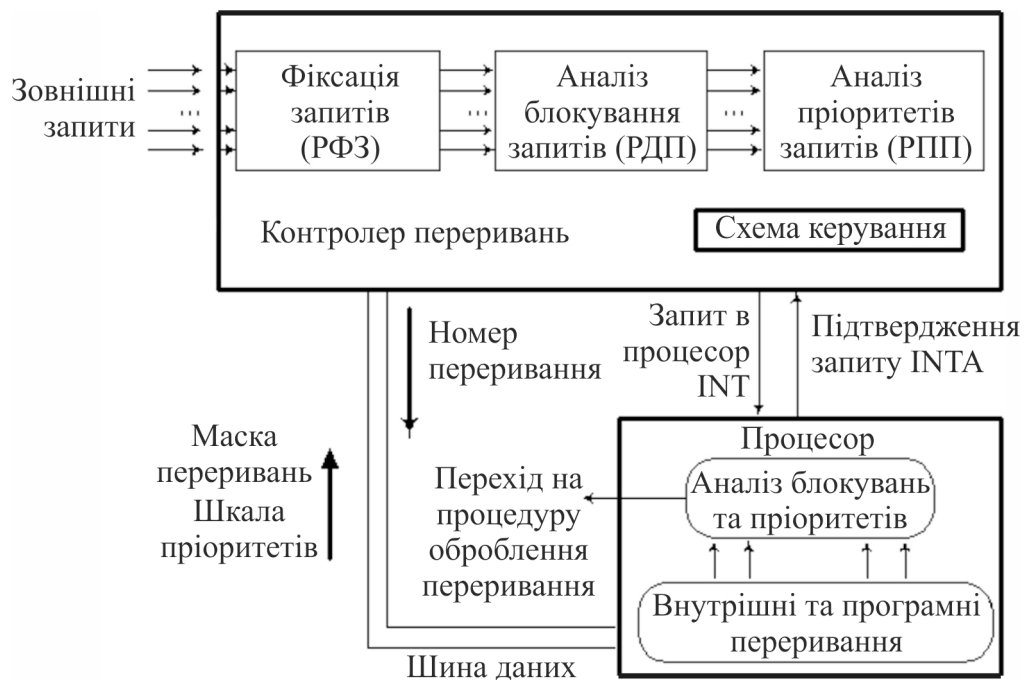 Зовнішні
запити
...
Фіксація
запитів
(РФЗ)
...
Аналіз
блокування
запитів (РДП)
...
Аналіз
пріоритетів
запитів (РПП)
Контролер переривань
Схема керування
Номер
переривання
Запит в
процесор
INT
Підтвердження
запиту INTA
Маска
переривань
Шкала
пріоритетів
Перехід на
процедуру
оброблення
переривання
Процесор
Аналіз блокувань
та пріоритетів
Внутрішні та програмні
переривання
Шина даних